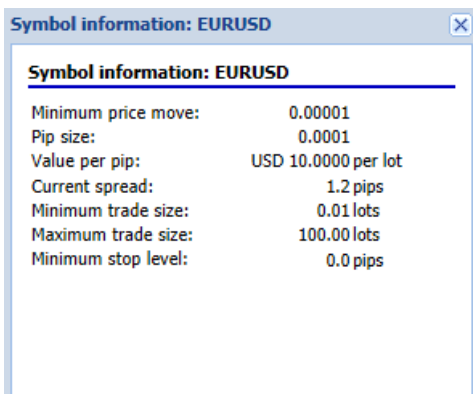 Symbol information: EURUSD
Symbol information: EURUSD
Minimum price move: 0.00001
Pip size: 0.0001
Value per pip: USD 10.0000 per lot
Current spread: 1.2 pips
Minimum trade size: 0.01 lots
Maximum trade size: 100.00 lots
Minimum stop level: 0.0 pips